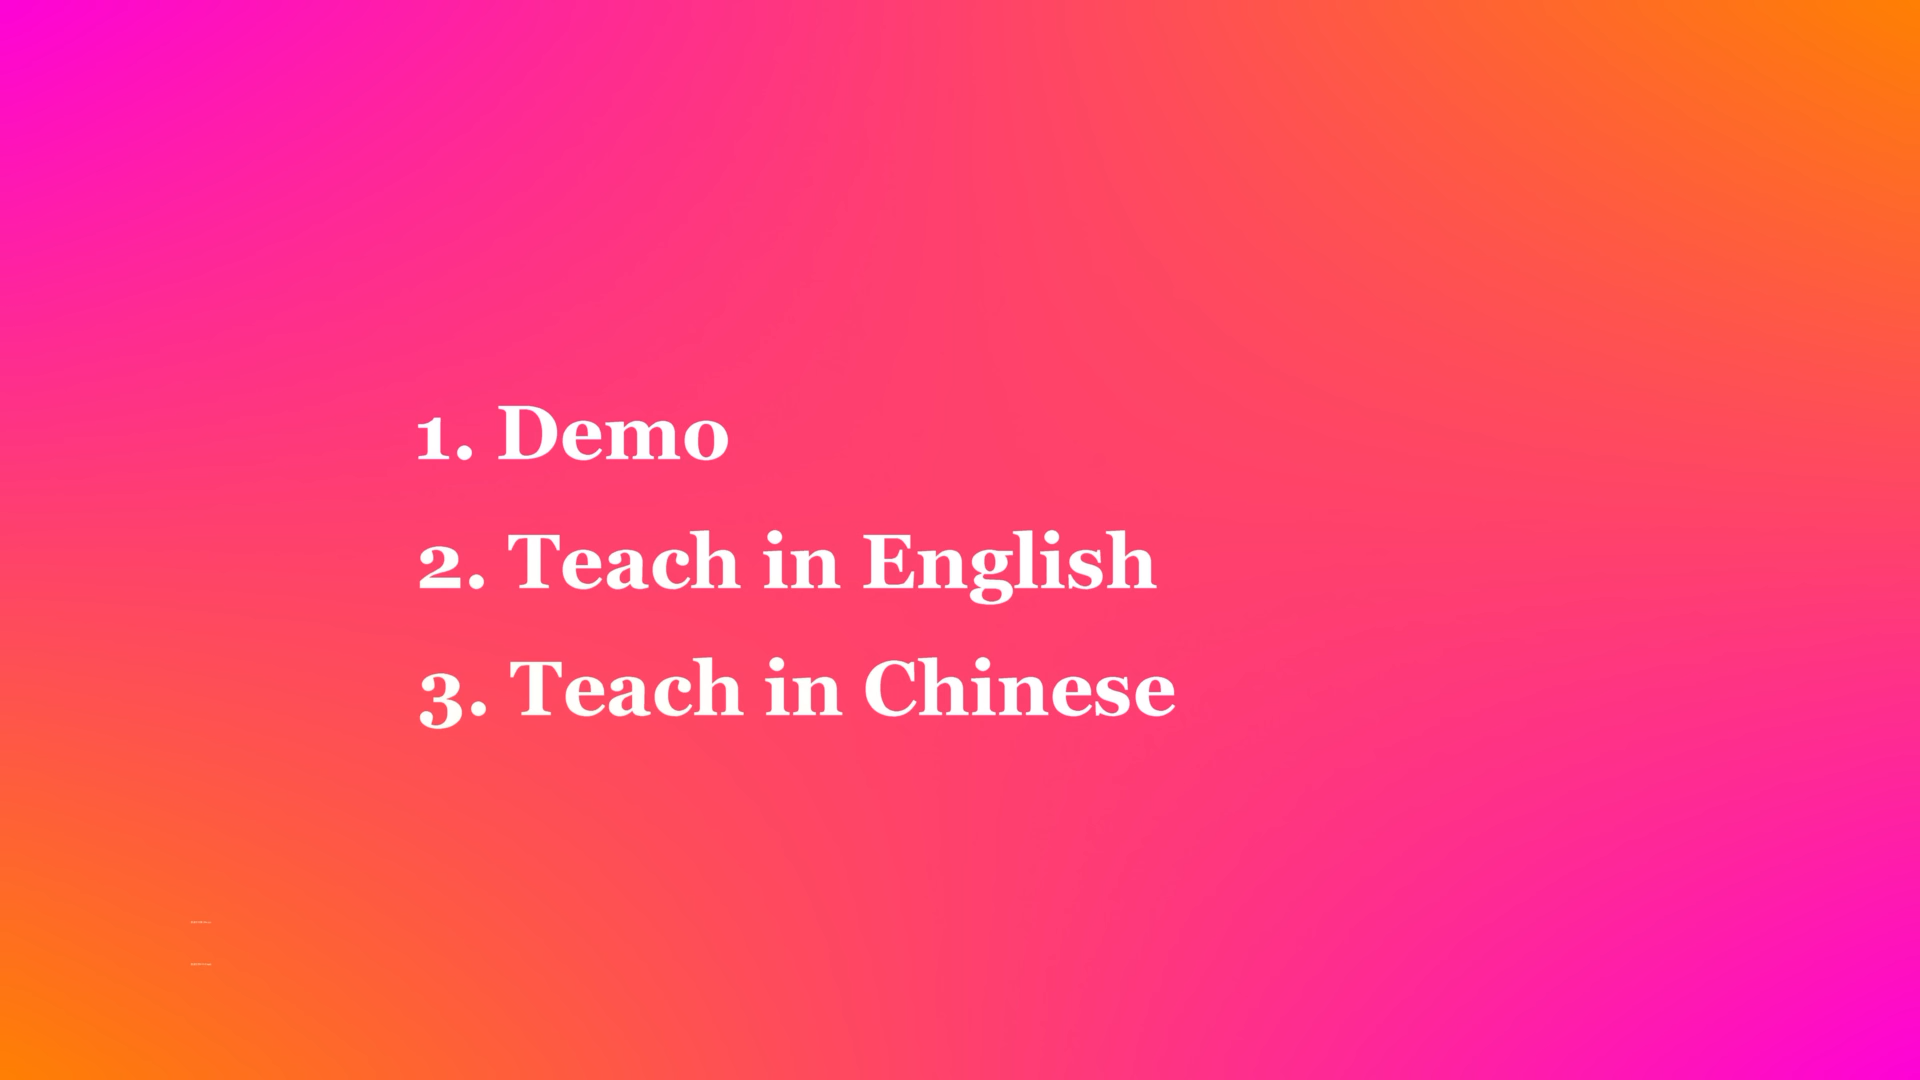 1. Demo
2. Teach in English
3. Teach in Chinese